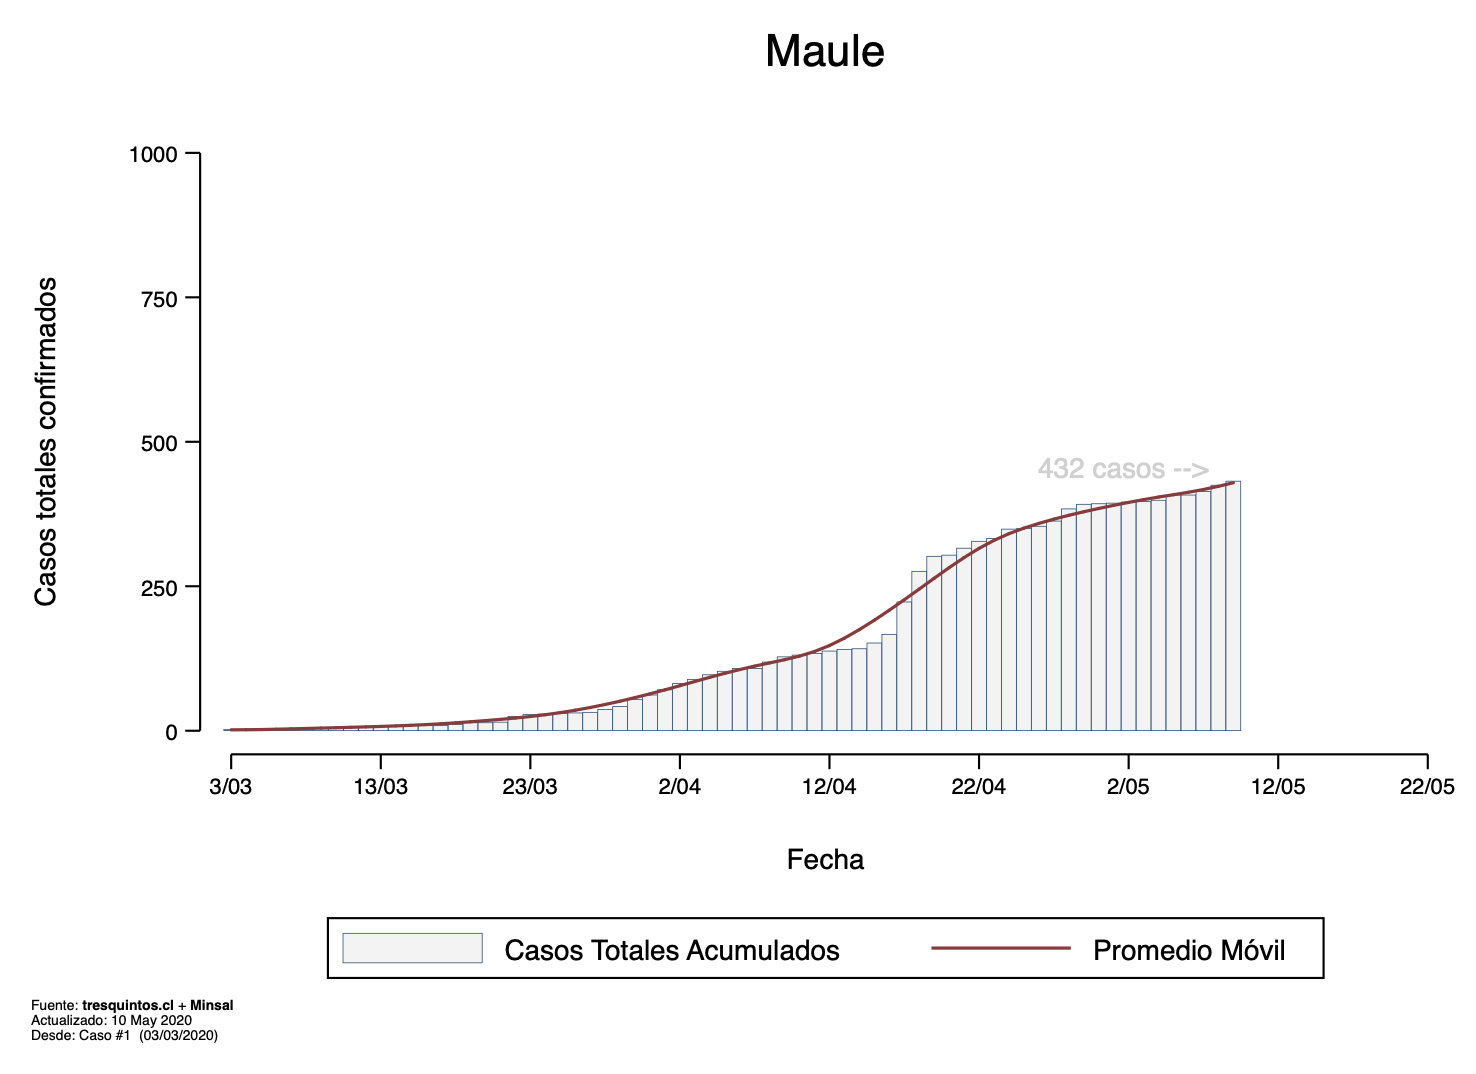 Maule
Casos totales confirmados
1000
750
500
250
0
432 casos -->
3/03 13/03 23/03 2/04 12/04 22/04 2/05 12/05 22/05
Fecha
Casos Totales Acumulados Promedio Móvil
Fuente: tresquintos.cl + Minsal
Actualizado: 10 May 2020
Desde: Caso #1 (03/03/2020)